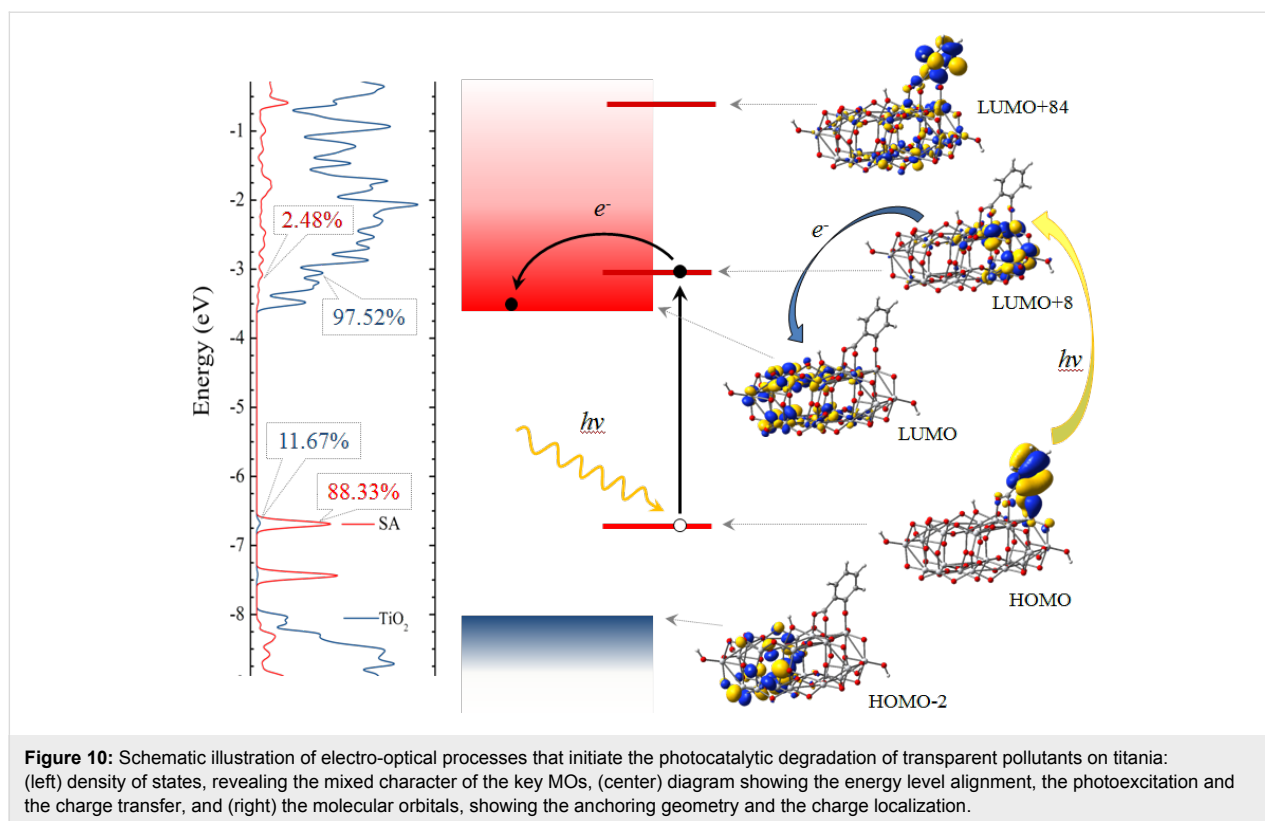 -1
-2
-3
-4
-5
-6
-7
-8
Energy (eV)
2.48%
97.52%
11.67%
88.33%
SA
TiO₂
e⁻
hν
LUMO+84
e⁻
LUMO+8
hν
LUMO
HOMO
HOMO-2
Figure 10: Schematic illustration of electro-optical processes that initiate the photocatalytic degradation of transparent pollutants on titania:
(left) density of states, revealing the mixed character of the key MOs, (center) diagram showing the energy level alignment, the photoexcitation and
the charge transfer, and (right) the molecular orbitals, showing the anchoring geometry and the charge localization.